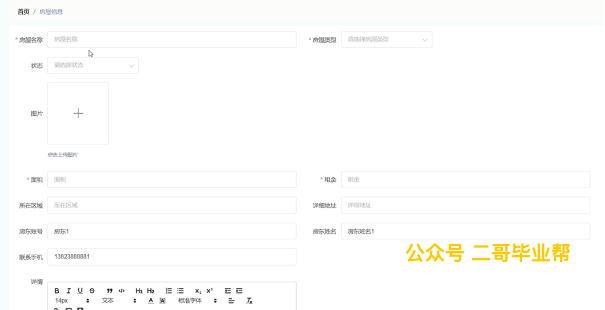 首页 / 房屋信息
* 房屋名称 房屋名称 * 房屋类型 请选择房屋类型
状态 请选择状态
图片
点击上传图片
* 面积 面积 * 租金 租金
所在区域 所在区域 详细地址 详细地址
房东账号 房东1 房东姓名 房东姓名1
公众号 二哥毕业帮
联系手机 13823888881
详情
B I U S " </> H1 H2 X2 X2
14px 文本 A 标准字体